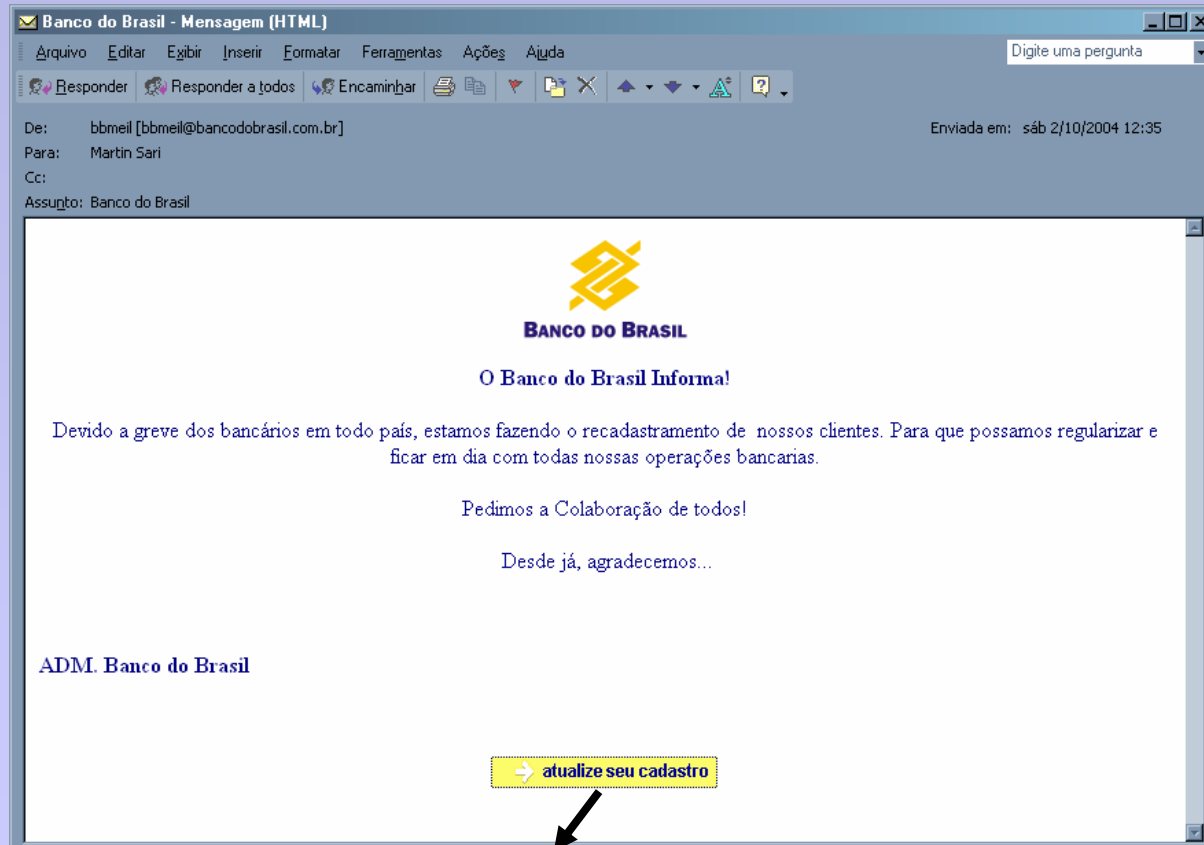 Banco do Brasil - Mensagem (HTML)
Arquivo Editar Exibir Inserir Formatar Ferramentas Ações Ajuda Digite uma pergunta
Responder Responder a todos Encaminhar
De: bbmeil [bbmeil@bancodobrasil.com.br] Enviada em: sáb 2/10/2004 12:35
Para: Martin Sari
Cc:
Assunto: Banco do Brasil
BANCO DO BRASIL
O Banco do Brasil Informa!
Devido a greve dos bancários em todo país, estamos fazendo o recadastramento de nossos clientes. Para que possamos regularizar e
ficar em dia com todas nossas operações bancarias.
Pedimos a Colaboração de todos!
Desde já, agradecemos...
ADM. Banco do Brasil
atualize seu cadastro